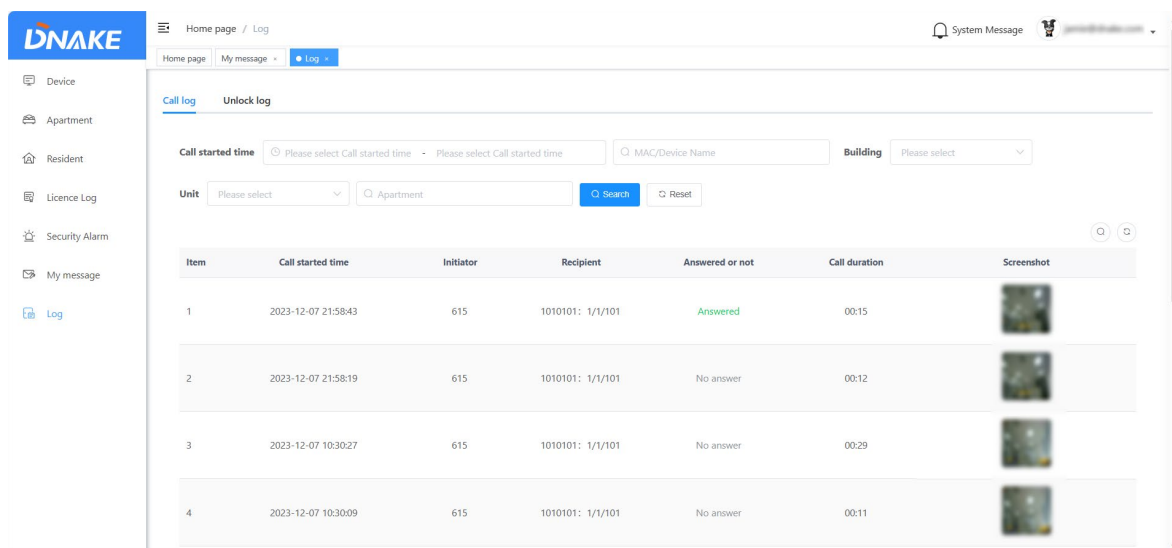 DNAKE
Home page / Log
System Message
Home page
My message ×
Log ×
Device
Apartment
Resident
Licence Log
Security Alarm
My message
Log
Call log
Unlock log
Call started time Please select Call started time - Please select Call started time
MAC/Device Name
Building Please select
Unit Please select
Apartment
Search
Reset
Item Call started time Initiator Recipient Answered or not Call duration Screenshot
1 2023-12-07 21:58:43 615 1010101: 1/1/101 Answered 00:15
2 2023-12-07 21:58:19 615 1010101: 1/1/101 No answer 00:12
3 2023-12-07 10:30:27 615 1010101: 1/1/101 No answer 00:29
4 2023-12-07 10:30:09 615 1010101: 1/1/101 No answer 00:11